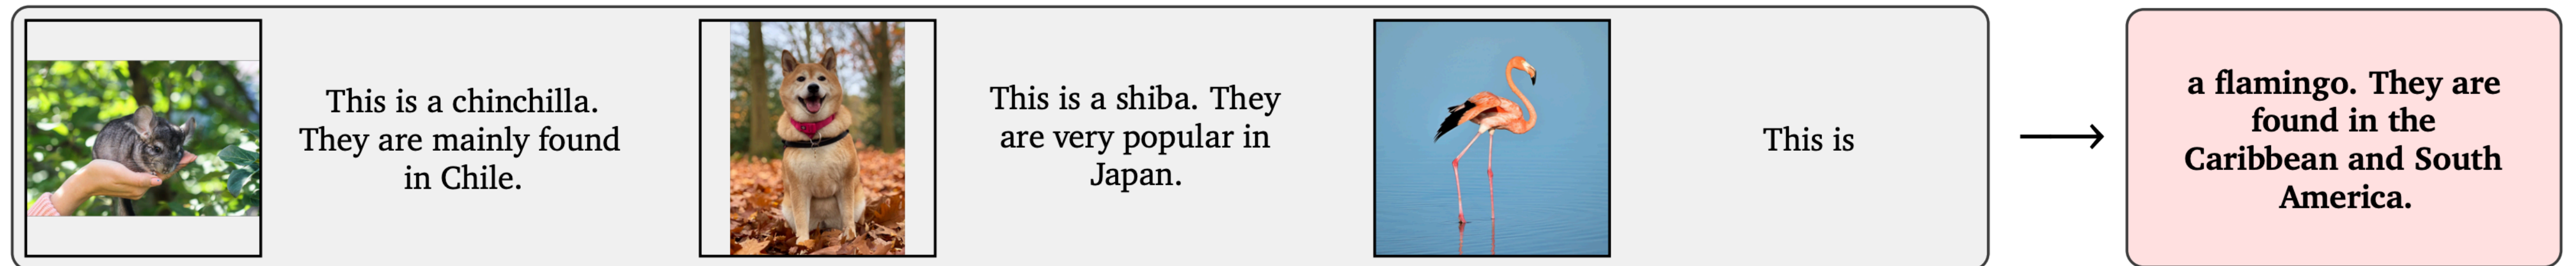 This is a chinchilla.
They are mainly found
in Chile.
This is a shiba. They
are very popular in
Japan.
This is
a flamingo. They are
found in the
Caribbean and South
America.